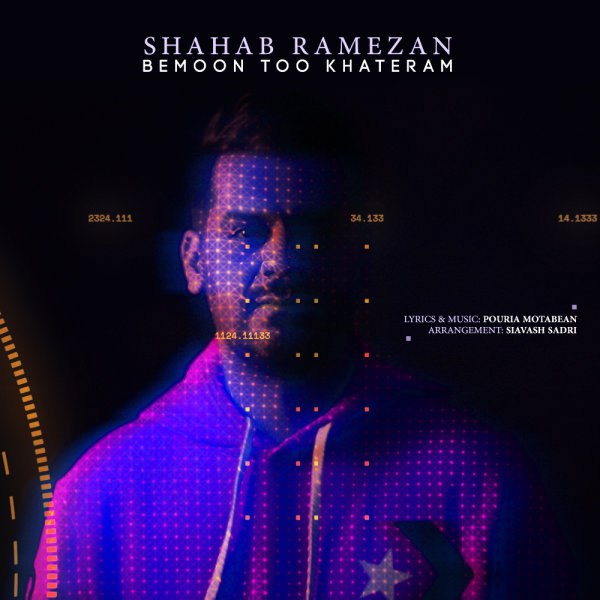 SHAHAB RAMEZAN
BEMOON TOO KHATERAM
2324.111
34.133
14.1333
LYRICS & MUSIC: POURIA MOTABEAN
ARRANGEMENT: SIAVASH SADRI
1124.11133